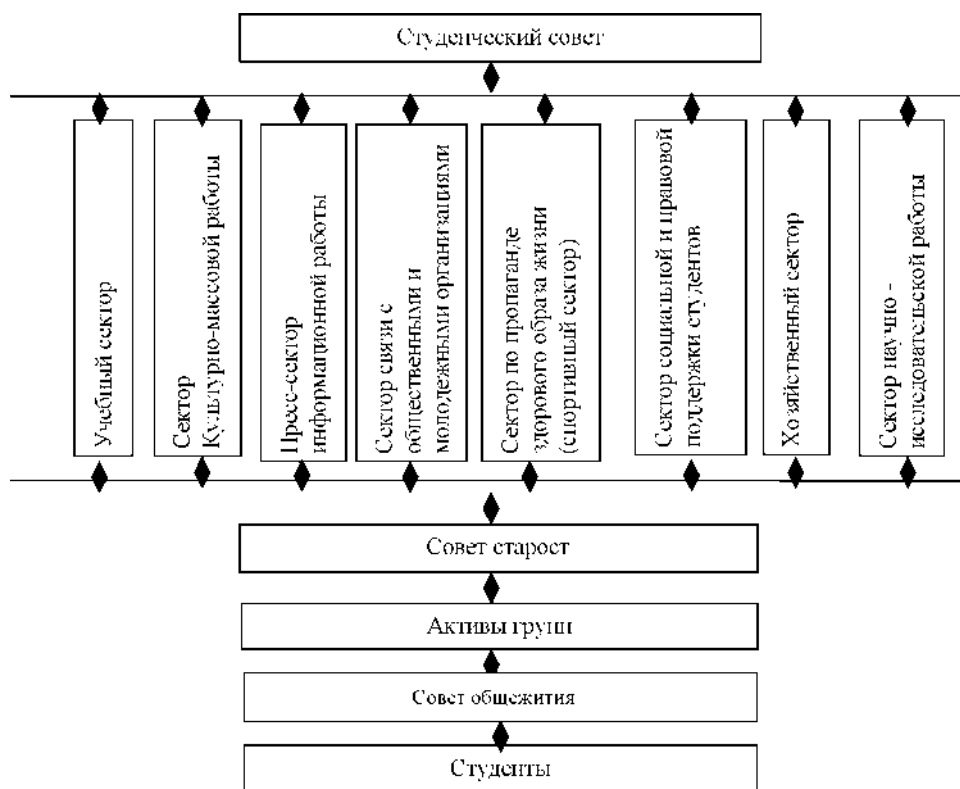 Студенческий совет
Учебный сектор
Сектор
Культурно-массовой работы
Пресс-сектор
информационной работы
Сектор связи с
общественными и
молодежными организациями
Сектор по пропаганде
здорового образа жизни
(спортивный сектор)
Сектор социальной и правовой
поддержки студентов
Хозяйственный сектор
Сектор научно -
исследовательской работы
Совет старост
Активы групп
Совет общежития
Студенты